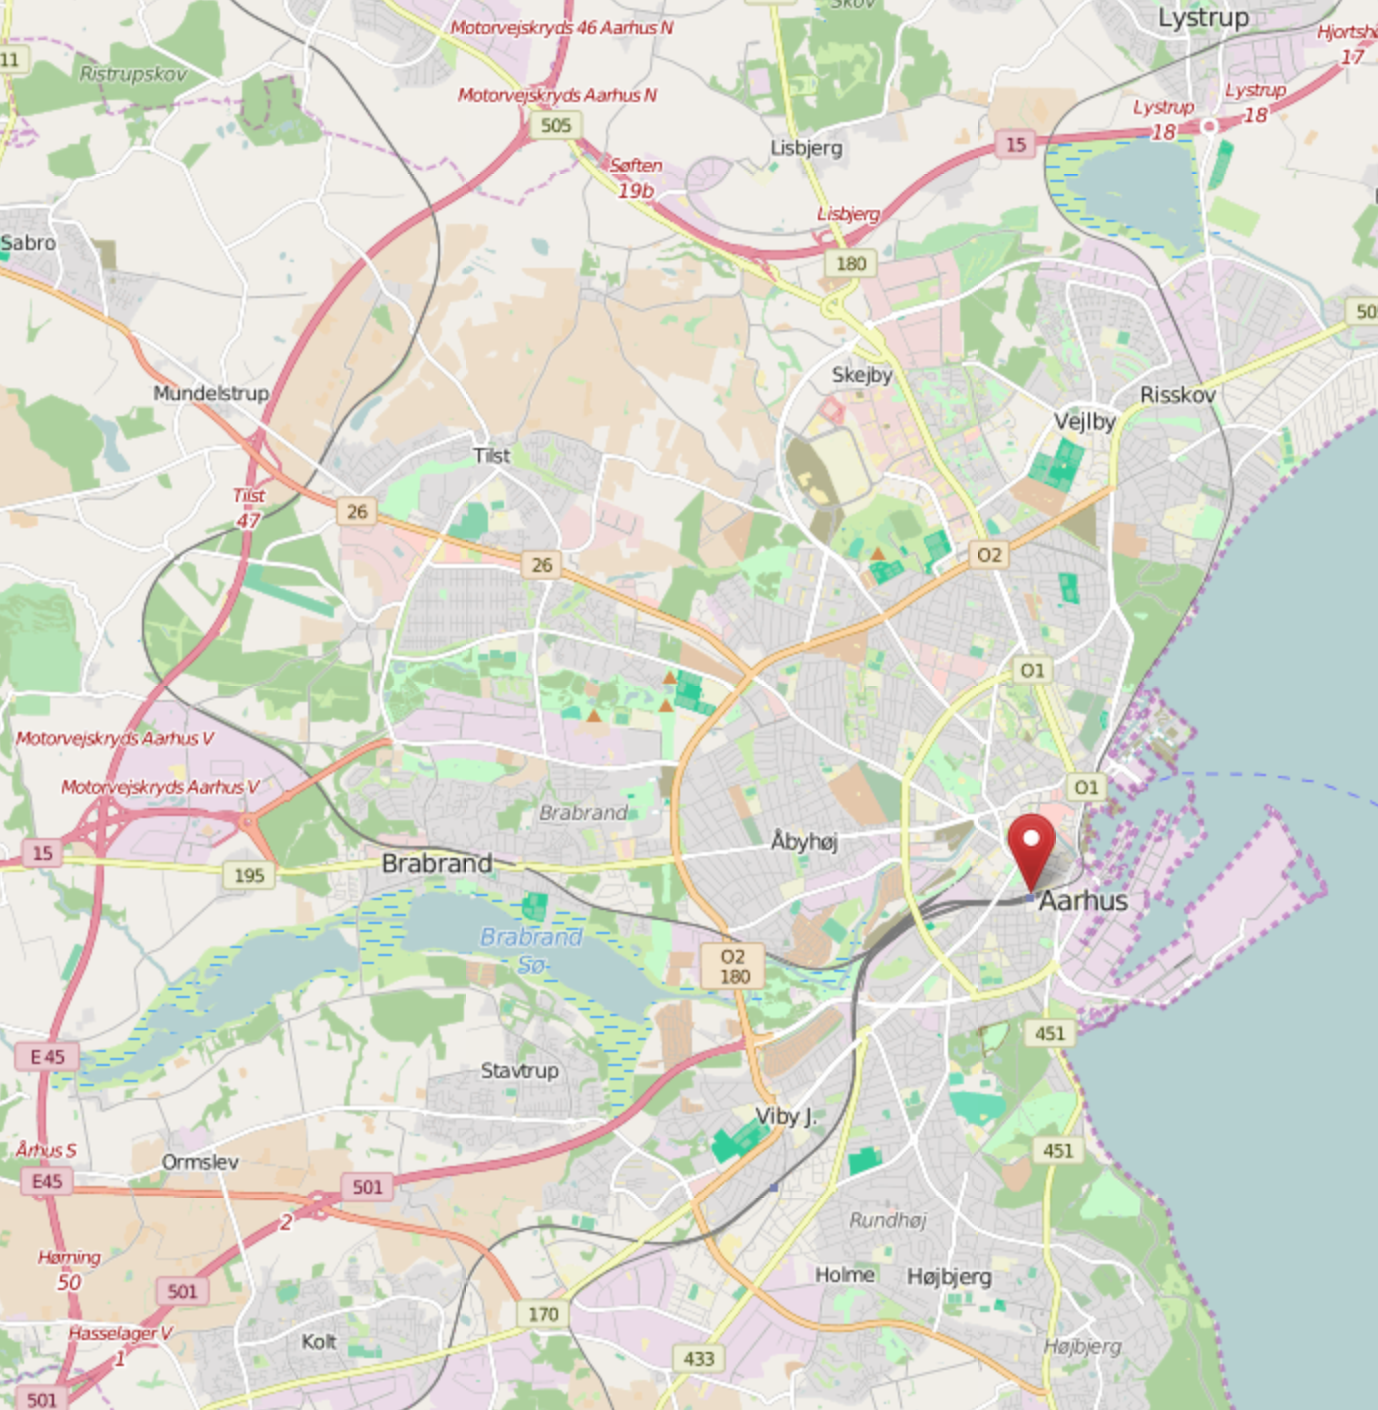 Skov
Lystrup
Motorvejskryds 46 Aarhus N
Hjortshø
17
11
Ristrupskov
Motorvejskryds Aarhus N
Lystrup
18
Lystrup
18
505
15
Lisbjerg
Søften
19b
Lisbjerg
Sabro
180
50
Skejby
Mundelstrup
Risskov
Vejlby
Tilst
Tilst
47
26
26
O2
O1
Motorvejskryds Aarhus V
Motorvejskryds Aarhus V
O1
Brabrand
Åbyhøj
15
Brabrand
195
Aarhus
Brabrand
Sø
O2
180
451
E 45
Stavtrup
Viby J.
Århus S
451
Ormslev
E45
501
2
Rundhøj
Hørning
50
Holme
Højbjerg
501
170
Hasselager V
1
Kolt
Højbjerg
433
501